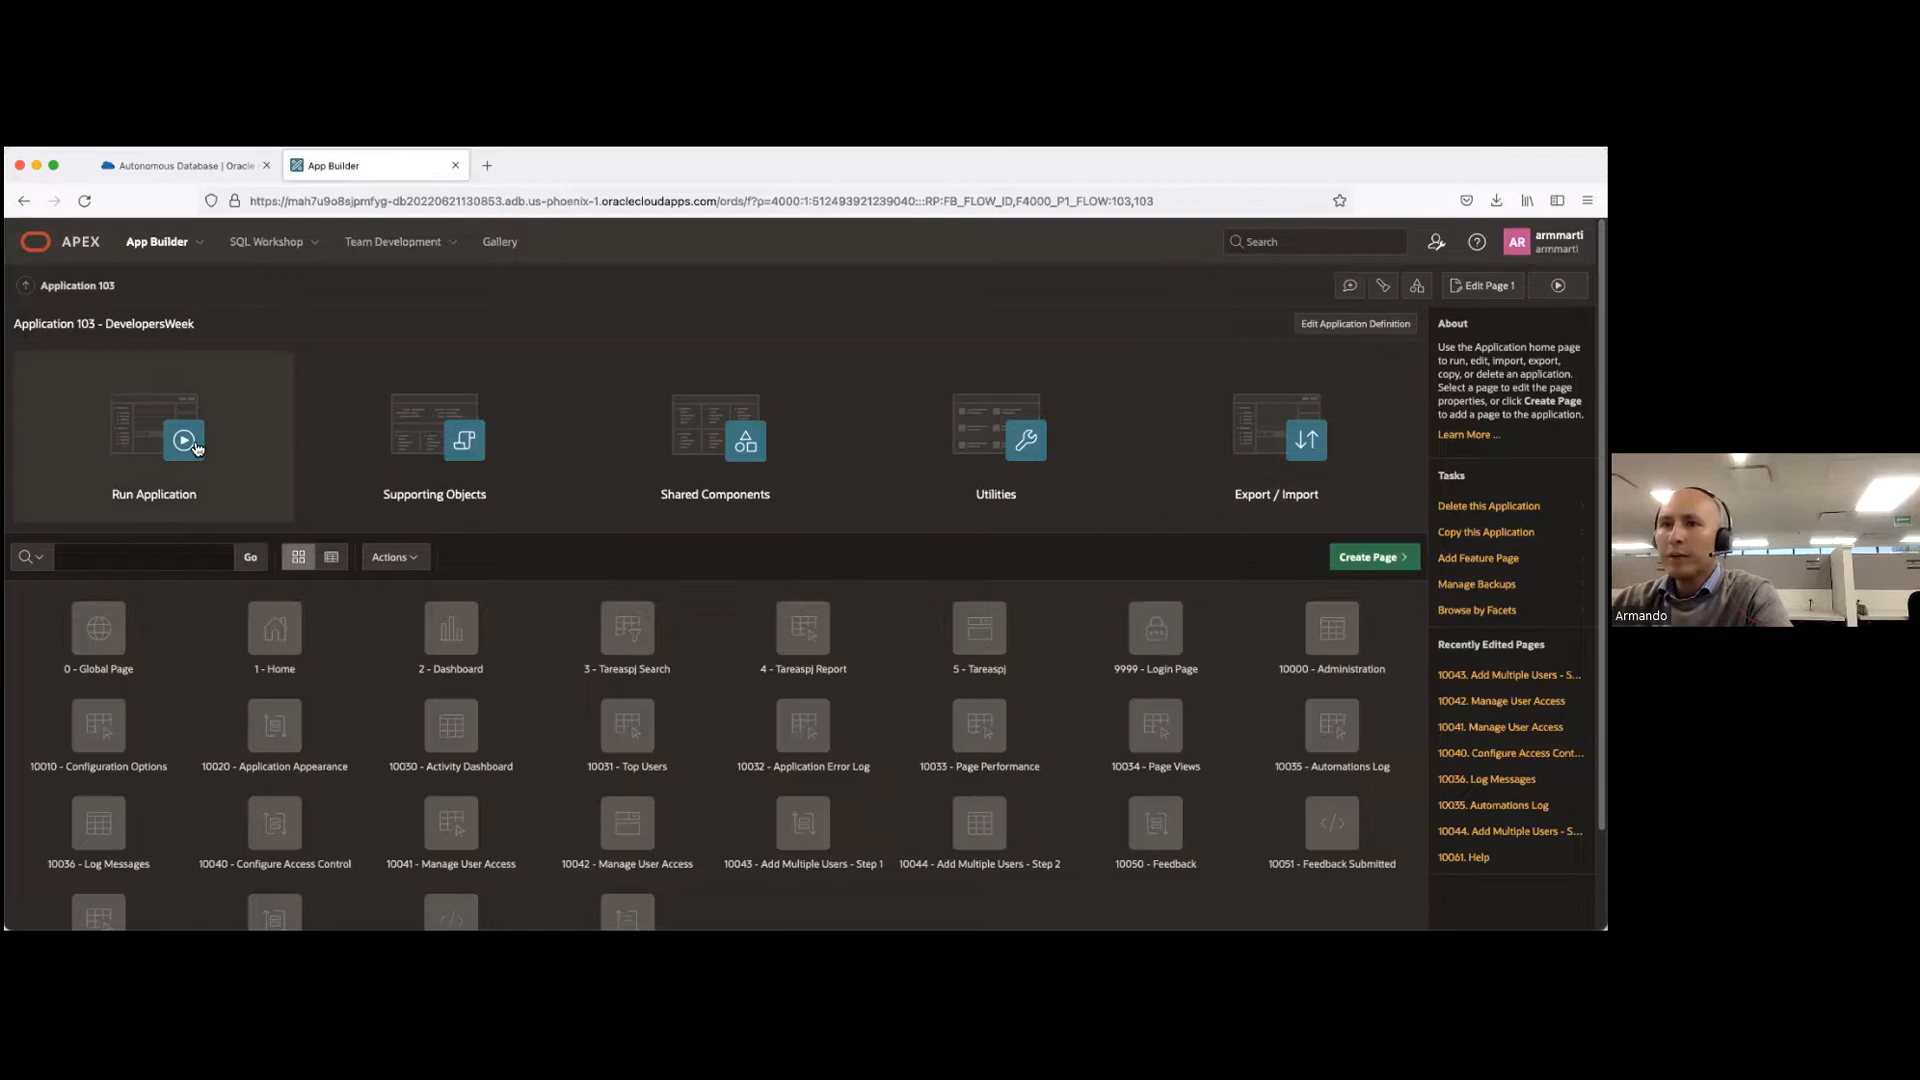 Autonomous Database | Oracle
App Builder
https://mah7u9o8sjpmfyg-db20220621130853.adb.us-phoenix-1.oraclecloudapps.com/ords/f?p=4000:1:512493921239040:::RP:FB_FLOW_ID,F4000_P1_FLOW:103,103
APEX
App Builder
SQL Workshop
Team Development
Gallery
Search
AR
armmarti
armmarti
Application 103
Edit Page 1
Application 103 - DevelopersWeek
Edit Application Definition
Run Application
Supporting Objects
Shared Components
Utilities
Export / Import
Go
Actions
Create Page
0 - Global Page
1 - Home
2 - Dashboard
3 - Tareaspj Search
4 - Tareaspj Report
5 - Tareaspj
9999 - Login Page
10000 - Administration
10010 - Configuration Options
10020 - Application Appearance
10030 - Activity Dashboard
10031 - Top Users
10032 - Application Error Log
10033 - Page Performance
10034 - Page Views
10035 - Automations Log
10036 - Log Messages
10040 - Configure Access Control
10041 - Manage User Access
10042 - Manage User Access
10043 - Add Multiple Users - Step 1
10044 - Add Multiple Users - Step 2
10050 - Feedback
10051 - Feedback Submitted
About
Use the Application home page
to run, edit, import, export,
copy, or delete an application.
Select a page to edit the page
properties, or click Create Page
to add a page to the application.
Learn More ...
Tasks
Delete this Application
Copy this Application
Add Feature Page
Manage Backups
Browse by Facets
Recently Edited Pages
10043. Add Multiple Users - S...
10042. Manage User Access
10041. Manage User Access
10040. Configure Access Cont...
10036. Log Messages
10035. Automations Log
10044. Add Multiple Users - S...
10061. Help
Armando